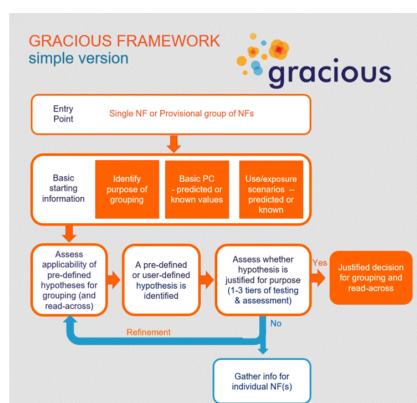 GRACIOUS FRAMEWORK
simple version
gracious
Entry
Point
Single NF or Provisional group of NFs
Basic
starting
information
Identify
purpose of
grouping
Basic PC
- predicted or
known values
Use/exposure
scenarios –
predicted or
known
Assess
applicability of
pre-defined
hypotheses for
grouping (and
read-across)
A pre-defined
or user-defined
hypothesis is
identified
Assess whether
hypothesis is
justified for purpose
(1-3 tiers of testing
& assessment)
Yes
Justified decision
for grouping and
read-across
Refinement
No
Gather info for
individual NF(s)